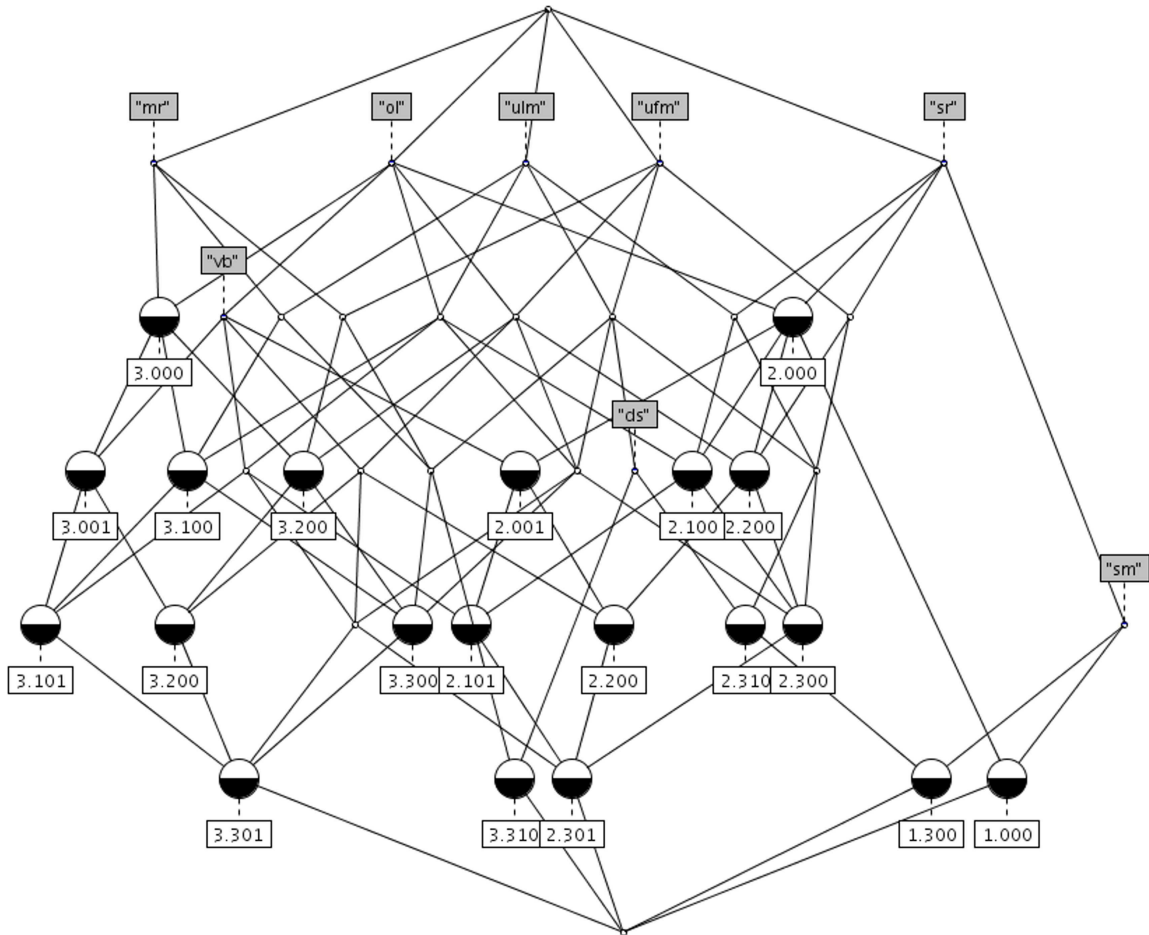 "mr" "ol" "ulm" "ufm" "sr"
"vb"
3.000 2.000
"ds"
3.001 3.100 3.200 2.001 2.100 2.200
"sm"
3.101 3.200 3.300 2.101 2.200 2.310 2.300
3.301 3.310 2.301 1.300 1.000